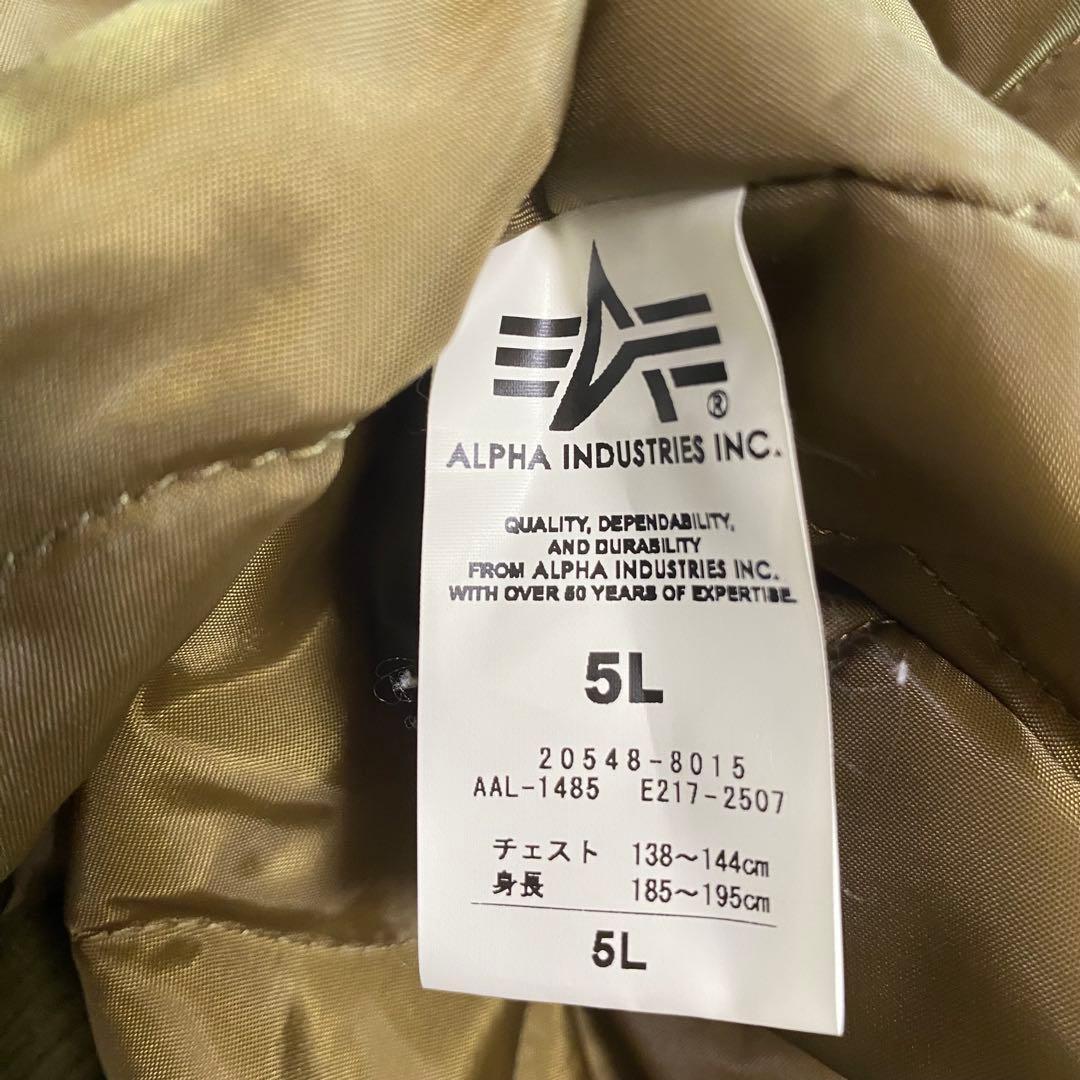 ®
ALPHA INDUSTRIES INC.
QUALITY, DEPENDABILITY,
AND DURABILITY
FROM ALPHA INDUSTRIES INC.
WITH OVER 50 YEARS OF EXPERTISE.
5L
20548-8015
AAL-1485 E217-2507
チェスト 138～144cm
身長 185～195cm
5L